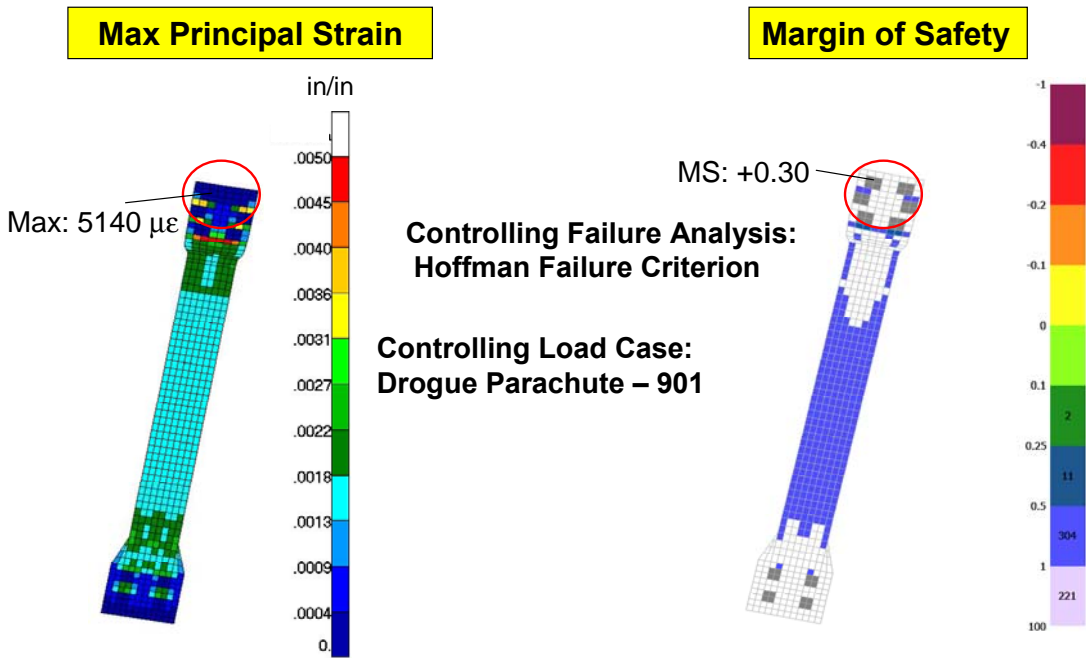 Max Principal Strain
Margin of Safety
in/in
.0050
.0045
.0040
.0036
.0031
.0027
.0022
.0018
.0013
.0009
.0004
0.
Max: 5140 με
MS: +0.30
Controlling Failure Analysis:
Hoffman Failure Criterion
Controlling Load Case:
Drogue Parachute – 901
-1
-0.4
-0.2
-0.1
0
0.1
2
0.25
11
0.5
304
1
221
100